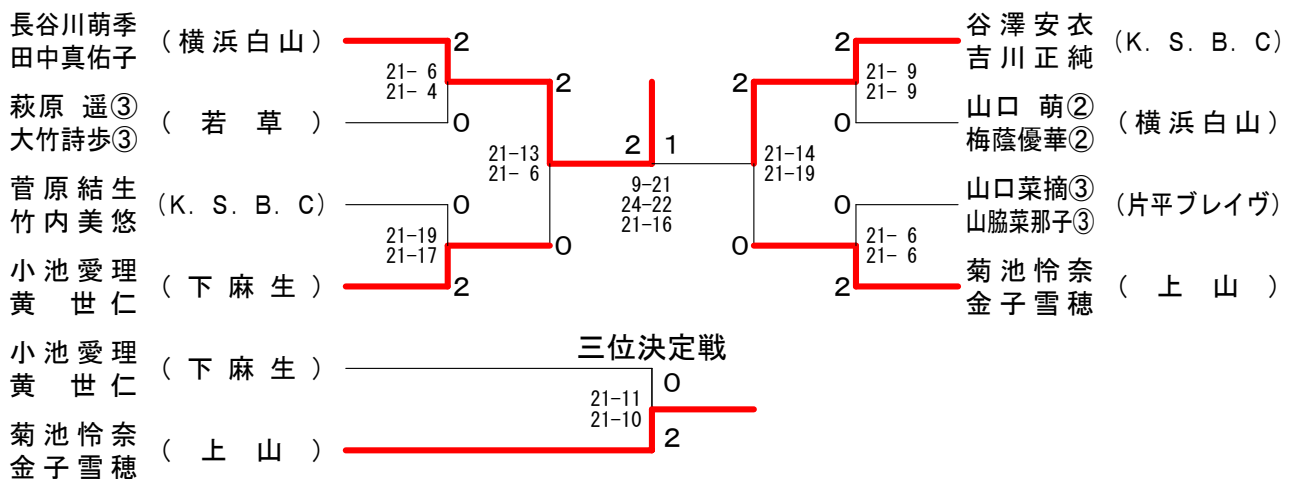 長谷川萌季
田中真佑子
(横浜白山)
2
21- 6
21- 4
0
萩原 遥③
大竹詩歩③
( 若 草 )
2
21-13
21- 6
0
菅原結生
竹内美悠
(K. S. B. C)
0
21-19
21-17
2
小池愛理
黄 世仁
( 下麻生 )
2 1
9-21
24-22
21-16
谷澤安衣
吉川正純
(K. S. B. C)
2
21- 9
21- 9
0
山口 萌②
梅蔭優華②
(横浜白山)
2
21-14
21-19
0
山口菜摘③
山脇菜那子③
(片平ブレイヴ)
0
21- 6
21- 6
2
菊池怜奈
金子雪穂
( 上 山 )
三位決定戦
小池愛理
黄 世仁
( 下麻生 )
0
21-11
21-10
2
菊池怜奈
金子雪穂
( 上 山 )